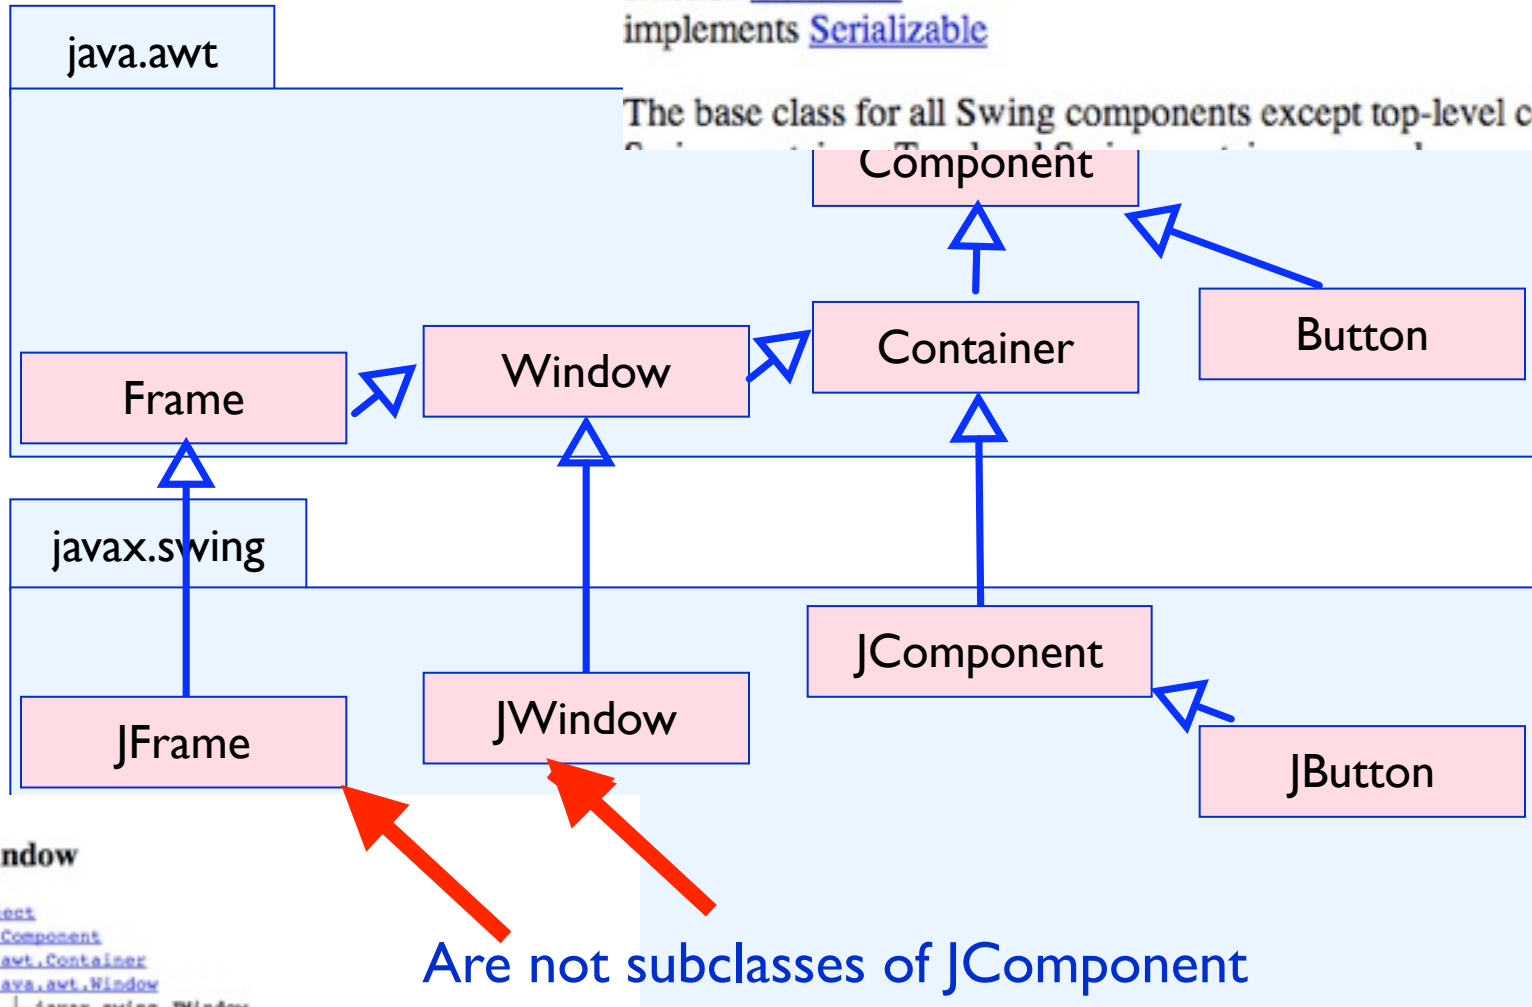 java.awt
implements Serializable
The base class for all Swing components except top-level
Component
Button
Container
Window
Frame
javax.swing
JComponent
JWindow
JFrame
JButton
ndow
ect
Component
awt.Container
ava.awt.Window
Are not subclasses of JComponent